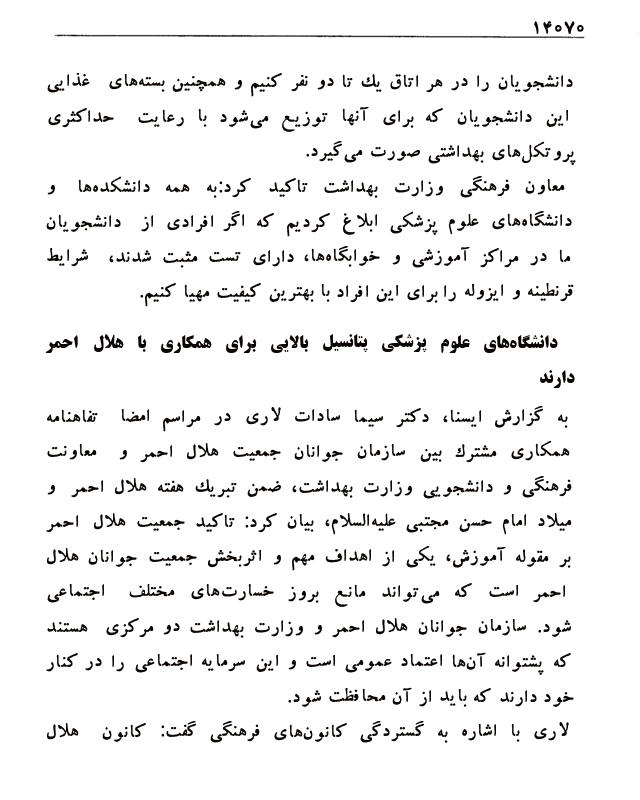 ۱۴۰۷۰
دانشجویان را در هر اتاق یك تا دو نفر کنیم و همچنین بسته‌های غذایی
این دانشجویان که برای آنها توزیع می‌شود با رعایت حداکثری
پروتکل‌های بهداشتی صورت می‌گیرد.
معاون فرهنگی وزارت بهداشت تاکید کرد:به همه دانشکده‌ها و
دانشگاه‌های علوم پزشکی ابلاغ کردیم که اگر افرادی از دانشجویان
ما در مراکز آموزشی و خوابگاه‌ها، دارای تست مثبت شدند، شرایط
قرنطینه و ایزوله را برای این افراد با بهترین کیفیت مهیا کنیم.
دانشگاه‌های علوم پزشکی پتانسیل بالایی برای همکاری با هلال احمر
دارند
به گزارش ایسنا، دکتر سیما سادات لاری در مراسم امضا تفاهنامه
همکاری مشترك بین سازمان جوانان جمعیت هلال احمر و معاونت
فرهنگی و دانشجویی وزارت بهداشت، ضمن تبریك هفته هلال احمر و
میلاد امام حسن مجتبی علیه‌السلام، بیان کرد: تاکید جمعیت هلال احمر
بر مقوله آموزش، یکی از اهداف مهم و اثربخش جمعیت جوانان هلال
احمر است که می‌تواند مانع بروز خسارت‌های مختلف اجتماعی
شود. سازمان جوانان هلال احمر و وزارت بهداشت دو مرکزی هستند
که پشتوانه آن‌ها اعتماد عمومی است و این سرمایه اجتماعی را در کنار
خود دارند که باید از آن محافظت شود.
لاری با اشاره به گستردگی کانون‌های فرهنگی گفت: کانون هلال